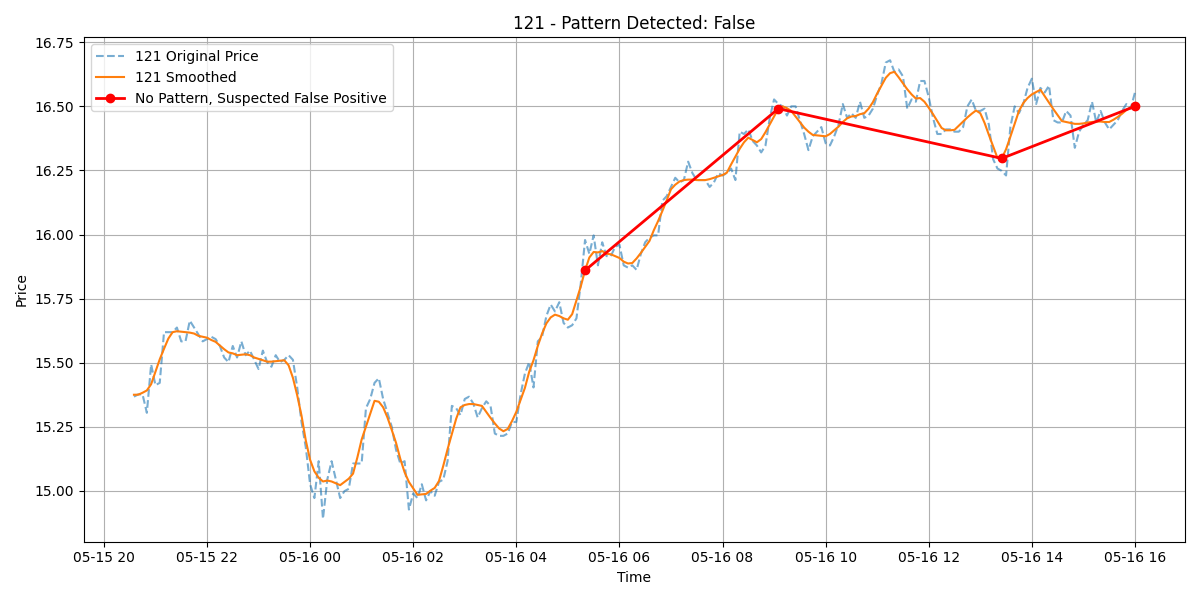 121 - Pattern Detected: False
121 Original Price
121 Smoothed
No Pattern, Suspected False Positive
Price
16.75
16.50
16.25
16.00
15.75
15.50
15.25
15.00
05-15 20 05-15 22 05-16 00 05-16 02 05-16 04 05-16 06 05-16 08 05-16 10 05-16 12 05-16 14 05-16 16
Time